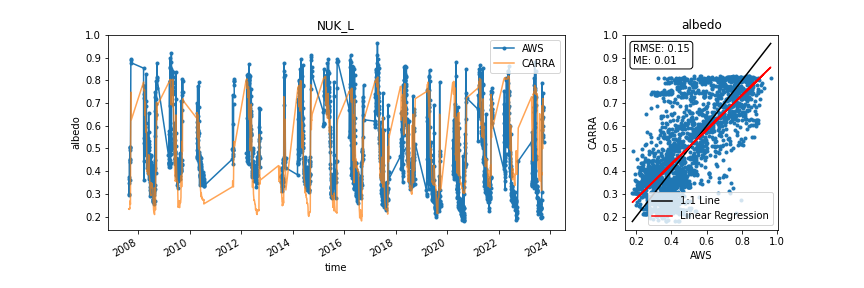 NUK_L
albedo
1.0
0.9
0.8
0.7
0.6
0.5
0.4
0.3
0.2
AWS
CARRA
2008
2010
2012
2014
2016
2018
2020
2022
2024
time
albedo
1.0
0.9
0.8
0.7
0.6
0.5
0.4
0.3
0.2
CARRA
RMSE: 0.15
ME: 0.01
1:1 Line
Linear Regression
0.2 0.4 0.6 0.8 1.0
AWS